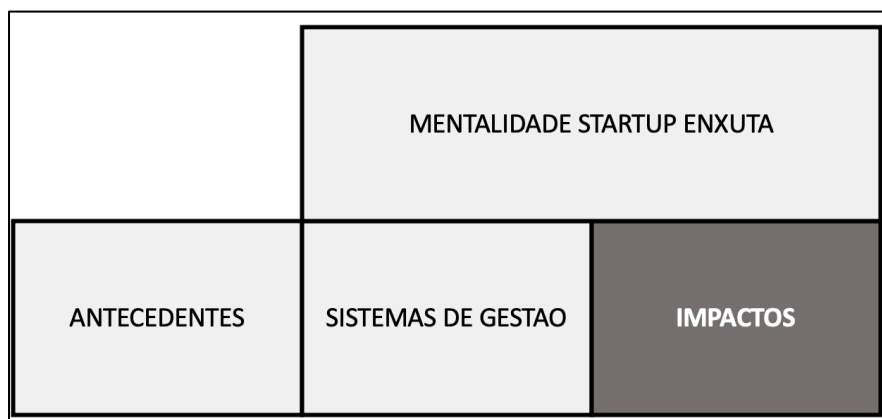 MENTALIDADE STARTUP ENXUTA
ANTECEDENTES
SISTEMAS DE GESTAO
IMPACTOS